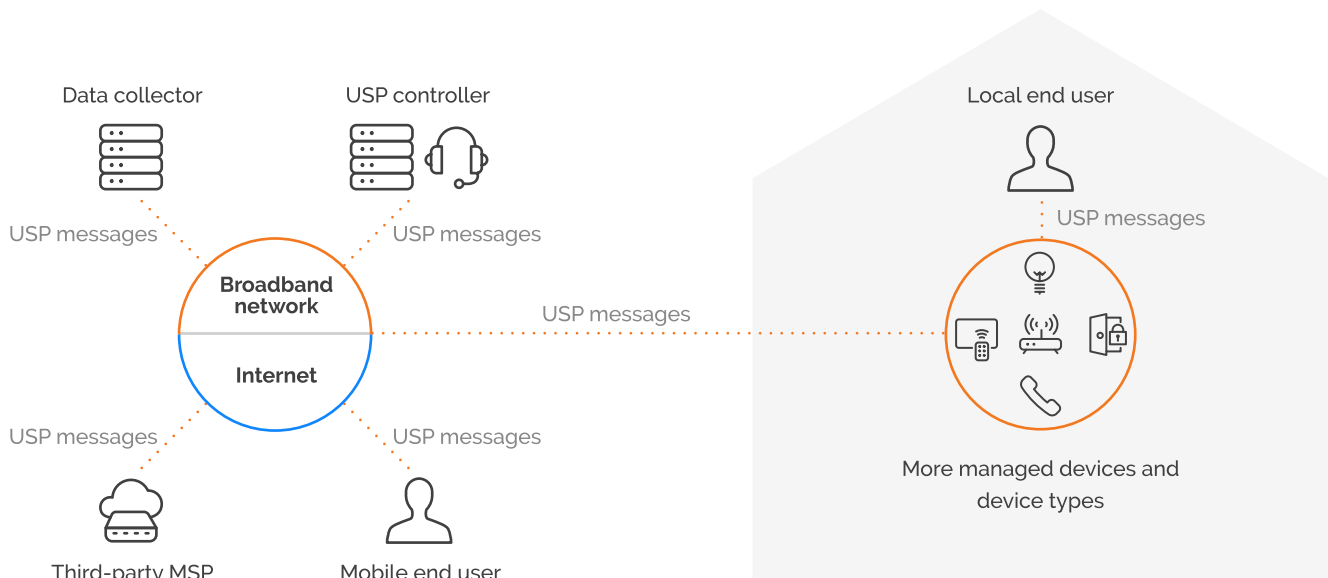 Data collector
USP controller
Local end user
USP messages
USP messages
USP messages
Broadband
network
USP messages
Internet
USP messages
USP messages
More managed devices and
device types
Third-party MSP
Mobile end user